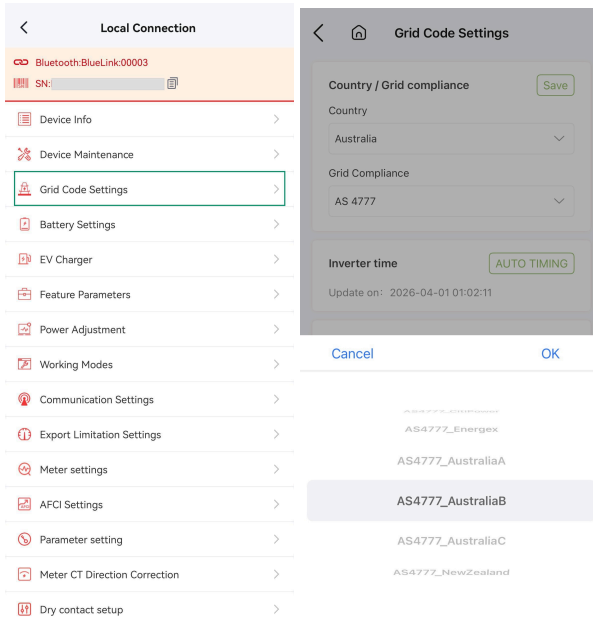 Local Connection
Bluetooth:BlueLink:00003
SN:
Device Info
Device Maintenance
Grid Code Settings
Battery Settings
EV Charger
Feature Parameters
Power Adjustment
Working Modes
Communication Settings
Export Limitation Settings
Meter settings
AFCI Settings
Parameter setting
Meter CT Direction Correction
Dry contact setup
Grid Code Settings
Country / Grid compliance
Save
Country
Australia
Grid Compliance
AS 4777
Inverter time
AUTO TIMING
Update on: 2026-04-01 01:02:11
Cancel
OK
AS4777_Energex
AS4777_AustraliaA
AS4777_AustraliaB
AS4777_AustraliaC
AS4777_NewZealand